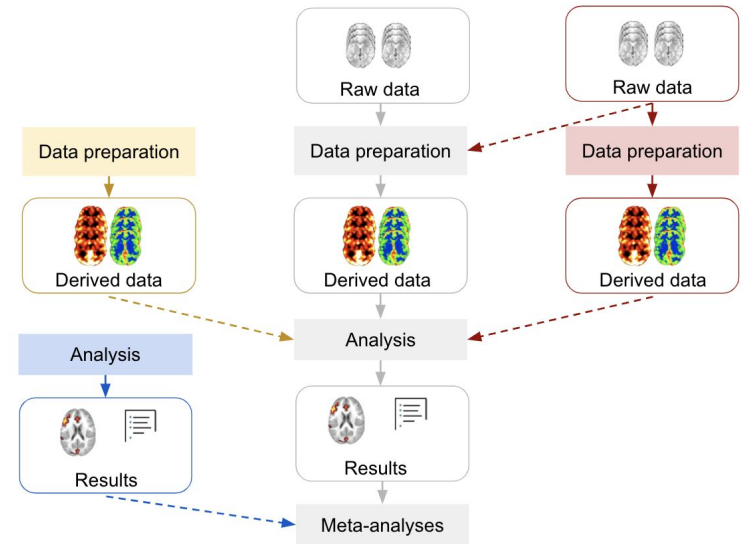 Raw data
Raw data
Data preparation
Data preparation
Data preparation
Derived data
Derived data
Derived data
Analysis
Analysis
Results
Results
Meta-analyses